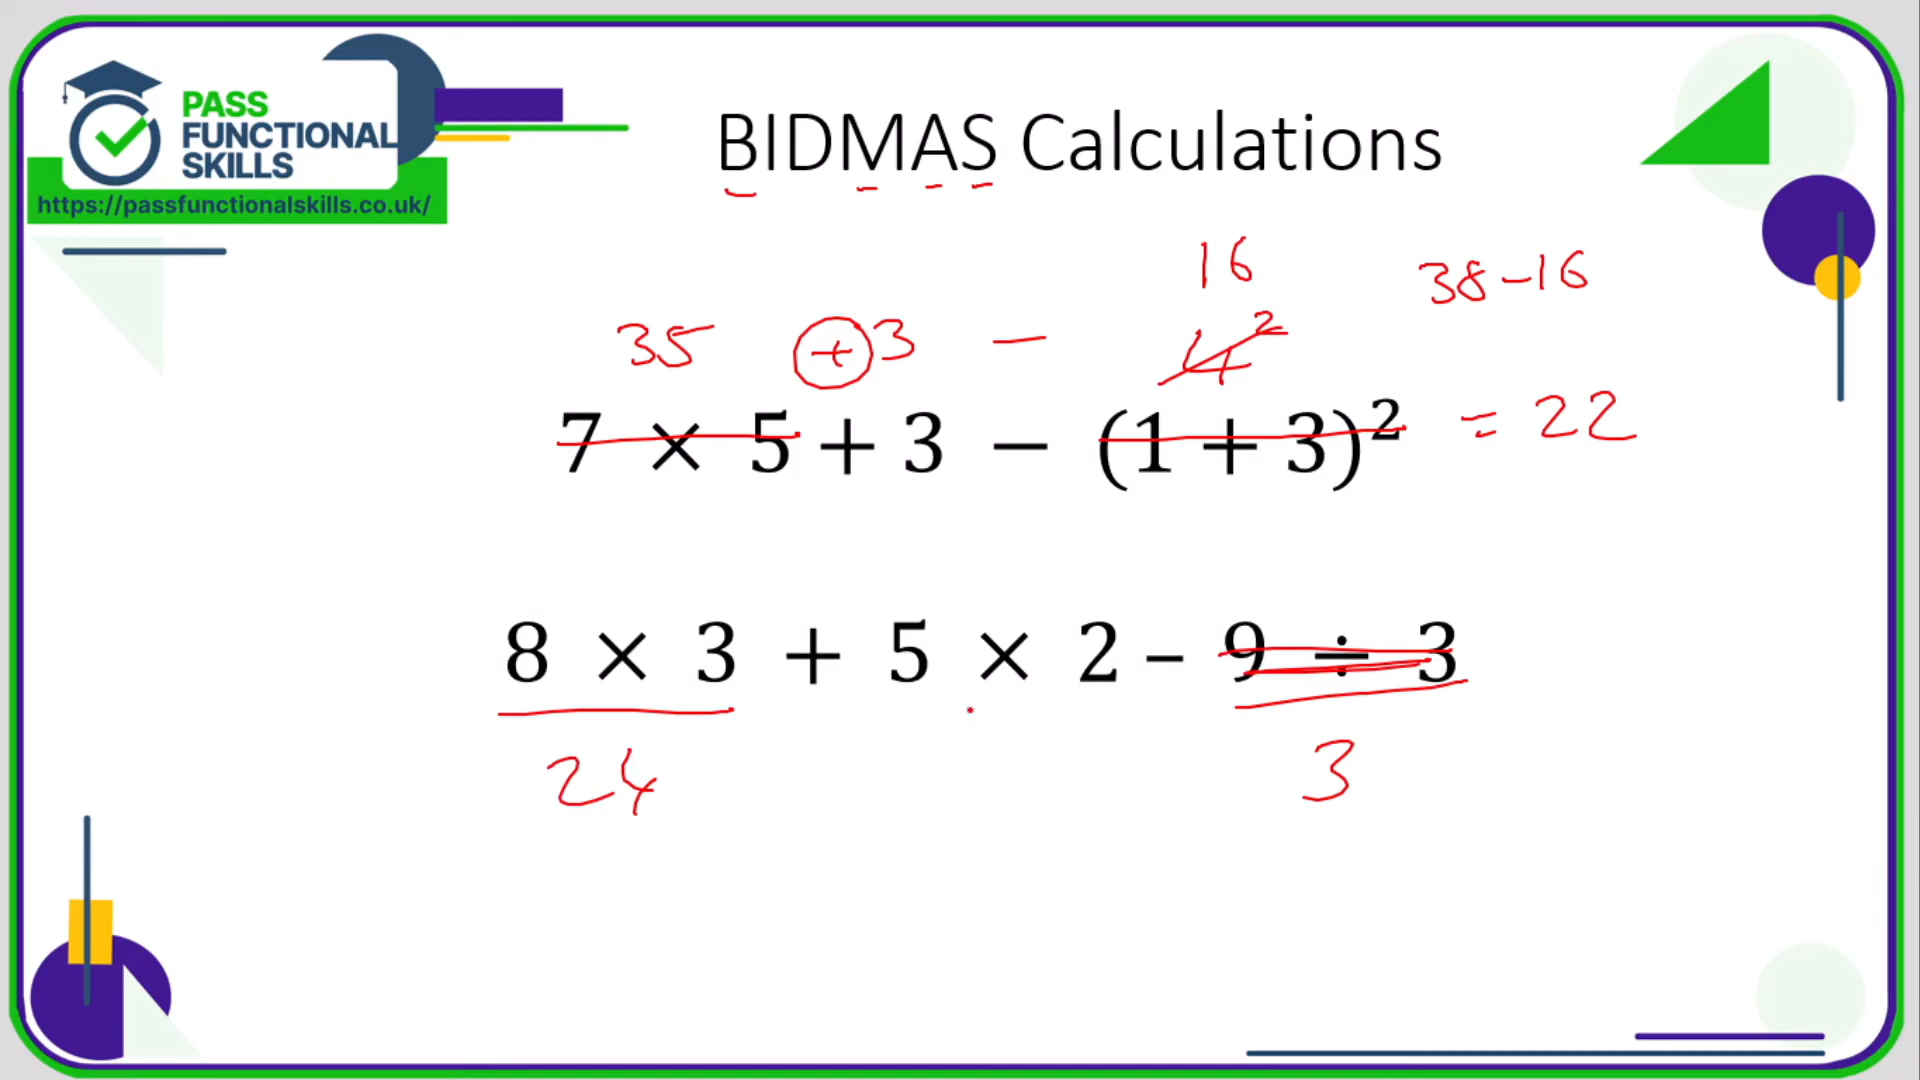 PASS
FUNCTIONAL
SKILLS
https://passfunctionalskills.co.uk/
BIDMAS Calculations
16
38-16
35 + 3 − 4²
7 × 5 + 3 − (1 + 3)² = 22
8 × 3 + 5 × 2 – 9 ÷ 3
24 3